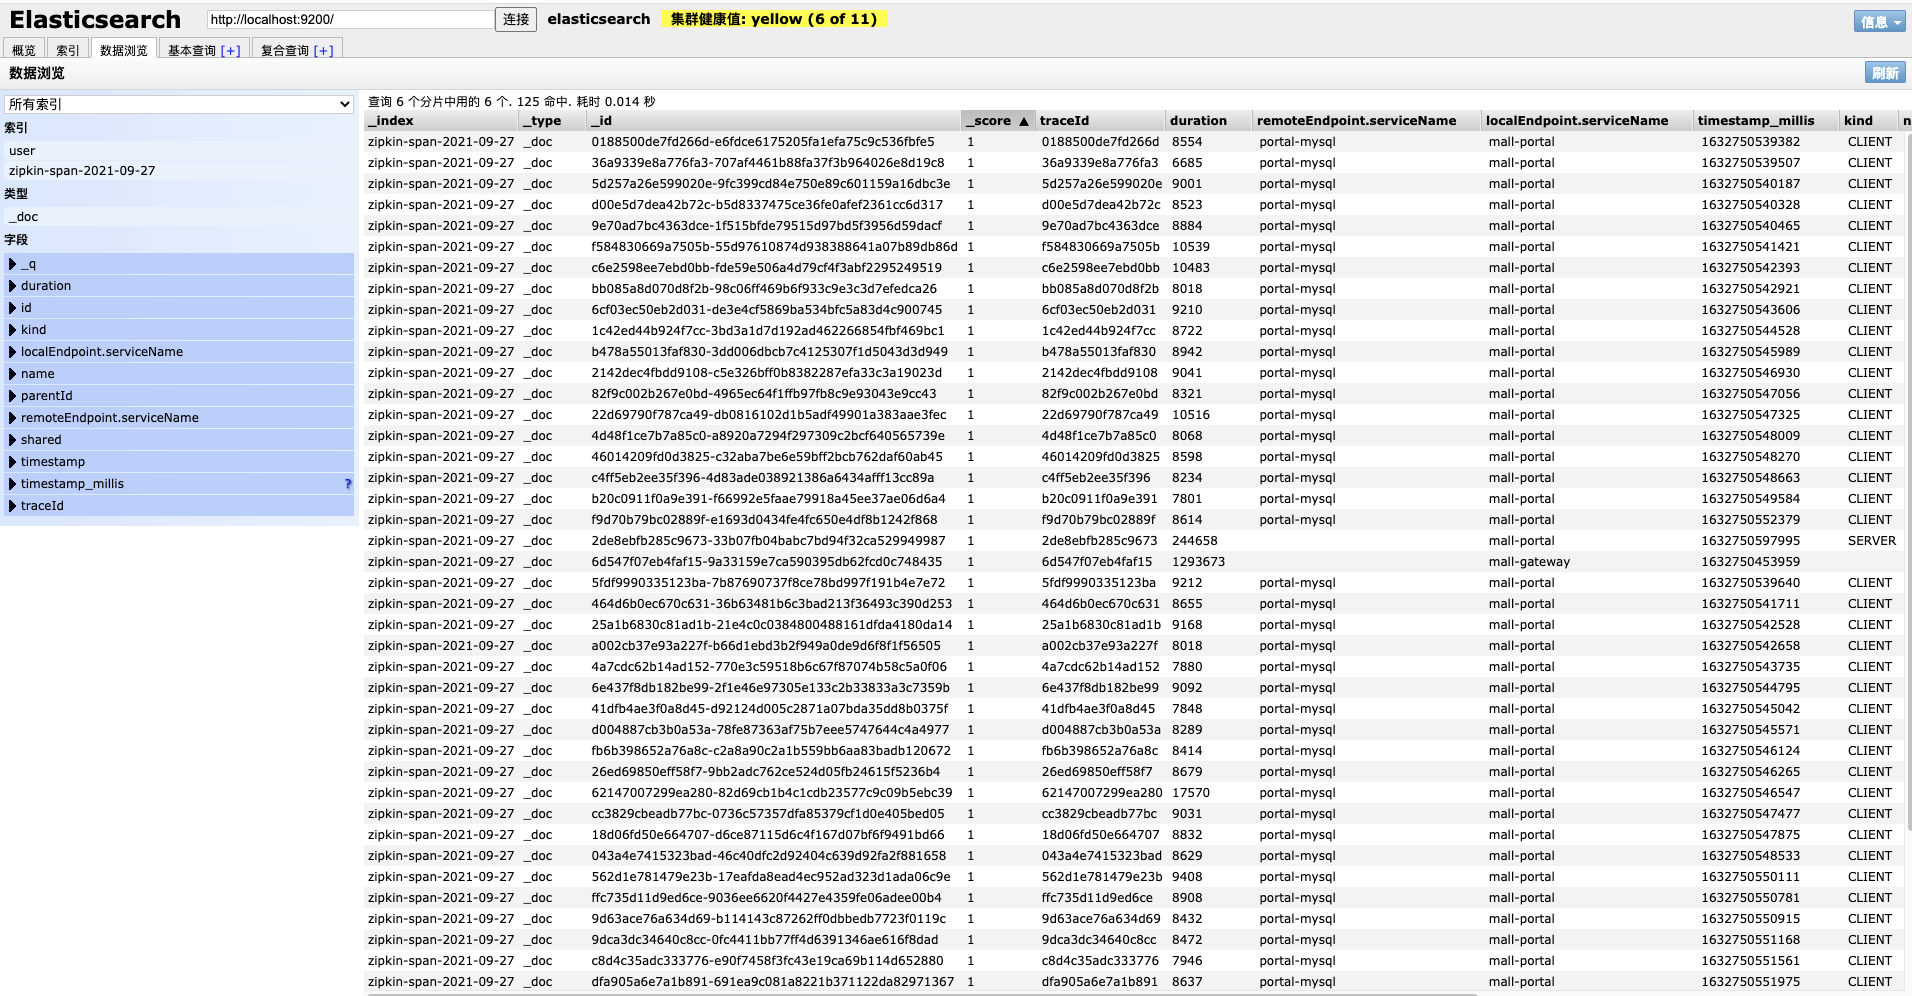 Elasticsearch http://localhost:9200/ 连接 elasticsearch 集群健康值: yellow (6 of 11) 信息
概览 索引 数据浏览 基本查询 [+] 复合查询 [+]
数据浏览 刷新
所有索引
索引
user
zipkin-span-2021-09-27
类型
_doc
字段
_q
duration
id
kind
localEndpoint.serviceName
name
parentId
remoteEndpoint.serviceName
shared
timestamp
timestamp_millis ?
traceId
查询 6 个分片中用的 6 个. 125 命中. 耗时 0.014 秒
_index _type _id _score ▲ traceId duration remoteEndpoint.serviceName localEndpoint.serviceName timestamp_millis kind n
zipkin-span-2021-09-27 _doc 0188500de7fd266d-e6fdce6175205fa1efa75c9c536fbfe5 1 0188500de7fd266d 8554 portal-mysql mall-portal 1632750539382 CLIENT
zipkin-span-2021-09-27 _doc 36a9339e8a776fa3-707af4461b88fa37f3b964026e8d19c8 1 36a9339e8a776fa3 6685 portal-mysql mall-portal 1632750539507 CLIENT
zipkin-span-2021-09-27 _doc 5d257a26e599020e-9fc399cd84e750e89c601159a16dbc3e 1 5d257a26e599020e 9001 portal-mysql mall-portal 1632750540187 CLIENT
zipkin-span-2021-09-27 _doc d00e5d7dea42b72c-b5d8337475ce36fe0afef2361cc6d317 1 d00e5d7dea42b72c 8523 portal-mysql mall-portal 1632750540328 CLIENT
zipkin-span-2021-09-27 _doc 9e70ad7bc4363dce-1f515bfde79515d97bd5f3956d59dacf 1 9e70ad7bc4363dce 8884 portal-mysql mall-portal 1632750540465 CLIENT
zipkin-span-2021-09-27 _doc f584830669a7505b-55d97610874d938388641a07b89db86d 1 f584830669a7505b 10539 portal-mysql mall-portal 1632750541421 CLIENT
zipkin-span-2021-09-27 _doc c6e2598ee7ebd0bb-fde59e506a4d79cf4f3abf2295249519 1 c6e2598ee7ebd0bb 10483 portal-mysql mall-portal 1632750542393 CLIENT
zipkin-span-2021-09-27 _doc bb085a8d070d8f2b-98c06ff469b6f933c9e3c3d7efedca26 1 bb085a8d070d8f2b 8018 portal-mysql mall-portal 1632750542921 CLIENT
zipkin-span-2021-09-27 _doc 6cf03ec50eb2d031-de3e4cf5869ba534bfc5a83d4c900745 1 6cf03ec50eb2d031 9210 portal-mysql mall-portal 1632750543606 CLIENT
zipkin-span-2021-09-27 _doc 1c42ed44b924f7cc-3bd3a1d7d192ad462266854fbf469bc1 1 1c42ed44b924f7cc 8722 portal-mysql mall-portal 1632750544528 CLIENT
zipkin-span-2021-09-27 _doc b478a55013faf830-3dd006dbcb7c4125307f1d5043d3d949 1 b478a55013faf830 8942 portal-mysql mall-portal 1632750545989 CLIENT
zipkin-span-2021-09-27 _doc 2142dec4fbdd9108-c5e326bff0b8382287efa33c3a19023d 1 2142dec4fbdd9108 9041 portal-mysql mall-portal 1632750546930 CLIENT
zipkin-span-2021-09-27 _doc 82f9c002b267e0bd-4965ec64f1ffb97fb8c9e93043e9cc43 1 82f9c002b267e0bd 8321 portal-mysql mall-portal 1632750547056 CLIENT
zipkin-span-2021-09-27 _doc 22d69790f787ca49-db0816102d1b5adf49901a383aae3fec 1 22d69790f787ca49 10516 portal-mysql mall-portal 1632750547325 CLIENT
zipkin-span-2021-09-27 _doc 4d48f1ce7b7a85c0-a8920a7294f297309c2bcf640565739e 1 4d48f1ce7b7a85c0 8068 portal-mysql mall-portal 1632750548009 CLIENT
zipkin-span-2021-09-27 _doc 46014209fd0d3825-c32aba7be6e59bff2bcb762daf60ab45 1 46014209fd0d3825 8598 portal-mysql mall-portal 1632750548270 CLIENT
zipkin-span-2021-09-27 _doc c4ff5eb2ee35f396-4d83ade038921386a6434afff13cc89a 1 c4ff5eb2ee35f396 8234 portal-mysql mall-portal 1632750548663 CLIENT
zipkin-span-2021-09-27 _doc b20c0911f0a9e391-f66992e5faae79918a45ee37ae06d6a4 1 b20c0911f0a9e391 7801 portal-mysql mall-portal 1632750549584 CLIENT
zipkin-span-2021-09-27 _doc f9d70b79bc02889f-e1693d0434fe4fc650e4df8b1242f868 1 f9d70b79bc02889f 8614 portal-mysql mall-portal 1632750552379 CLIENT
zipkin-span-2021-09-27 _doc 2de8ebfb285c9673-33b07fb04babc7bd94f32ca529949987 1 2de8ebfb285c9673 244658 mall-portal 1632750597995 SERVER
zipkin-span-2021-09-27 _doc 6d547f07eb4faf15-9a33159e7ca590395db62fcd0c748435 1 6d547f07eb4faf15 1293673 mall-gateway 1632750453959
zipkin-span-2021-09-27 _doc 5fdf9990335123ba-7b87690737f8ce78bd997f191b4e7e72 1 5fdf9990335123ba 9212 portal-mysql mall-portal 1632750539640 CLIENT
zipkin-span-2021-09-27 _doc 464d6b0ec670c631-36b63481b6c3bad213f36493c390d253 1 464d6b0ec670c631 8655 portal-mysql mall-portal 1632750541711 CLIENT
zipkin-span-2021-09-27 _doc 25a1b6830c81ad1b-21e4c0c0384800488161dfda4180da14 1 25a1b6830c81ad1b 9168 portal-mysql mall-portal 1632750542528 CLIENT
zipkin-span-2021-09-27 _doc a002cb37e93a227f-b66d1ebd3b2f949a0de9d6f8f1f56505 1 a002cb37e93a227f 8018 portal-mysql mall-portal 1632750542658 CLIENT
zipkin-span-2021-09-27 _doc 4a7cdc62b14ad152-770e3c59518b6c67f87074b58c5a0f06 1 4a7cdc62b14ad152 7880 portal-mysql mall-portal 1632750543735 CLIENT
zipkin-span-2021-09-27 _doc 6e437f8db182be99-2f1e46e97305e133c2b33833a3c7359b 1 6e437f8db182be99 9092 portal-mysql mall-portal 1632750544795 CLIENT
zipkin-span-2021-09-27 _doc 41dfb4ae3f0a8d45-d92124d005c2871a07bda35dd8b0375f 1 41dfb4ae3f0a8d45 7848 portal-mysql mall-portal 1632750545042 CLIENT
zipkin-span-2021-09-27 _doc d004887cb3b0a53a-78fe87363af75b7eee5747644c4a4977 1 d004887cb3b0a53a 8289 portal-mysql mall-portal 1632750545571 CLIENT
zipkin-span-2021-09-27 _doc fb6b398652a76a8c-c2a8a90c2a1b559bb6aa83badb120672 1 fb6b398652a76a8c 8414 portal-mysql mall-portal 1632750546124 CLIENT
zipkin-span-2021-09-27 _doc 26ed69850eff58f7-9bb2adc762ce524d05fb24615f5236b4 1 26ed69850eff58f7 8679 portal-mysql mall-portal 1632750546265 CLIENT
zipkin-span-2021-09-27 _doc 62147007299ea280-82d69cb1b4c1cdb23577c9c09b5ebc39 1 62147007299ea280 17570 portal-mysql mall-portal 1632750546547 CLIENT
zipkin-span-2021-09-27 _doc cc3829cbeadb77bc-0736c57357dfa85379cf1d0e405bed05 1 cc3829cbeadb77bc 9031 portal-mysql mall-portal 1632750547477 CLIENT
zipkin-span-2021-09-27 _doc 18d06fd50e664707-d6ce87115d6c4f167d07bf6f9491bd66 1 18d06fd50e664707 8832 portal-mysql mall-portal 1632750547875 CLIENT
zipkin-span-2021-09-27 _doc 043a4e7415323bad-46c40dfc2d92404c639d92fa2f881658 1 043a4e7415323bad 8629 portal-mysql mall-portal 1632750548533 CLIENT
zipkin-span-2021-09-27 _doc 562d1e781479e23b-17eafda8ead4ec952ad323d1ada06c9e 1 562d1e781479e23b 9408 portal-mysql mall-portal 1632750550111 CLIENT
zipkin-span-2021-09-27 _doc ffc735d11d9ed6ce-9036ee6620f4427e4359fe06adee00b4 1 ffc735d11d9ed6ce 8908 portal-mysql mall-portal 1632750550781 CLIENT
zipkin-span-2021-09-27 _doc 9d63ace76a634d69-b114143c87262ff0dbbedb7723f0119c 1 9d63ace76a634d69 8432 portal-mysql mall-portal 1632750550915 CLIENT
zipkin-span-2021-09-27 _doc 9dca3dc34640c8cc-0fc4411bb77ff4d6391346ae616f8dad 1 9dca3dc34640c8cc 8472 portal-mysql mall-portal 1632750551168 CLIENT
zipkin-span-2021-09-27 _doc c8d4c35adc333776-e90f7458f3fc43e19ca69b114d652880 1 c8d4c35adc333776 7946 portal-mysql mall-portal 1632750551561 CLIENT
zipkin-span-2021-09-27 _doc dfa905a6e7a1b891-691ea9c081a8221b371122da82971367 1 dfa905a6e7a1b891 8637 portal-mysql mall-portal 1632750551975 CLIENT